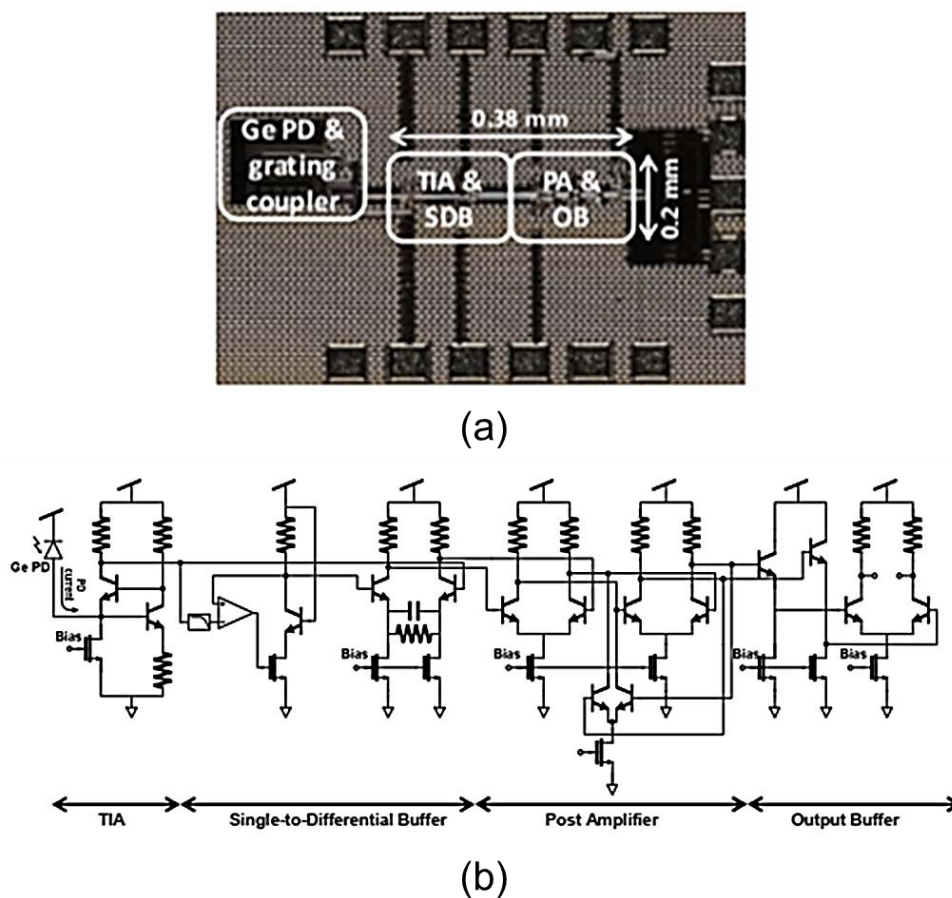 Ge PD &
grating
coupler
0.38 mm
TIA &
SDB
PA &
OB
0.2 mm
(a)
Ge PD
PD
current
Bias
Bias
Bias
Bias
Bias
TIA
Single-to-Differential Buffer
Post Amplifier
Output Buffer
(b)